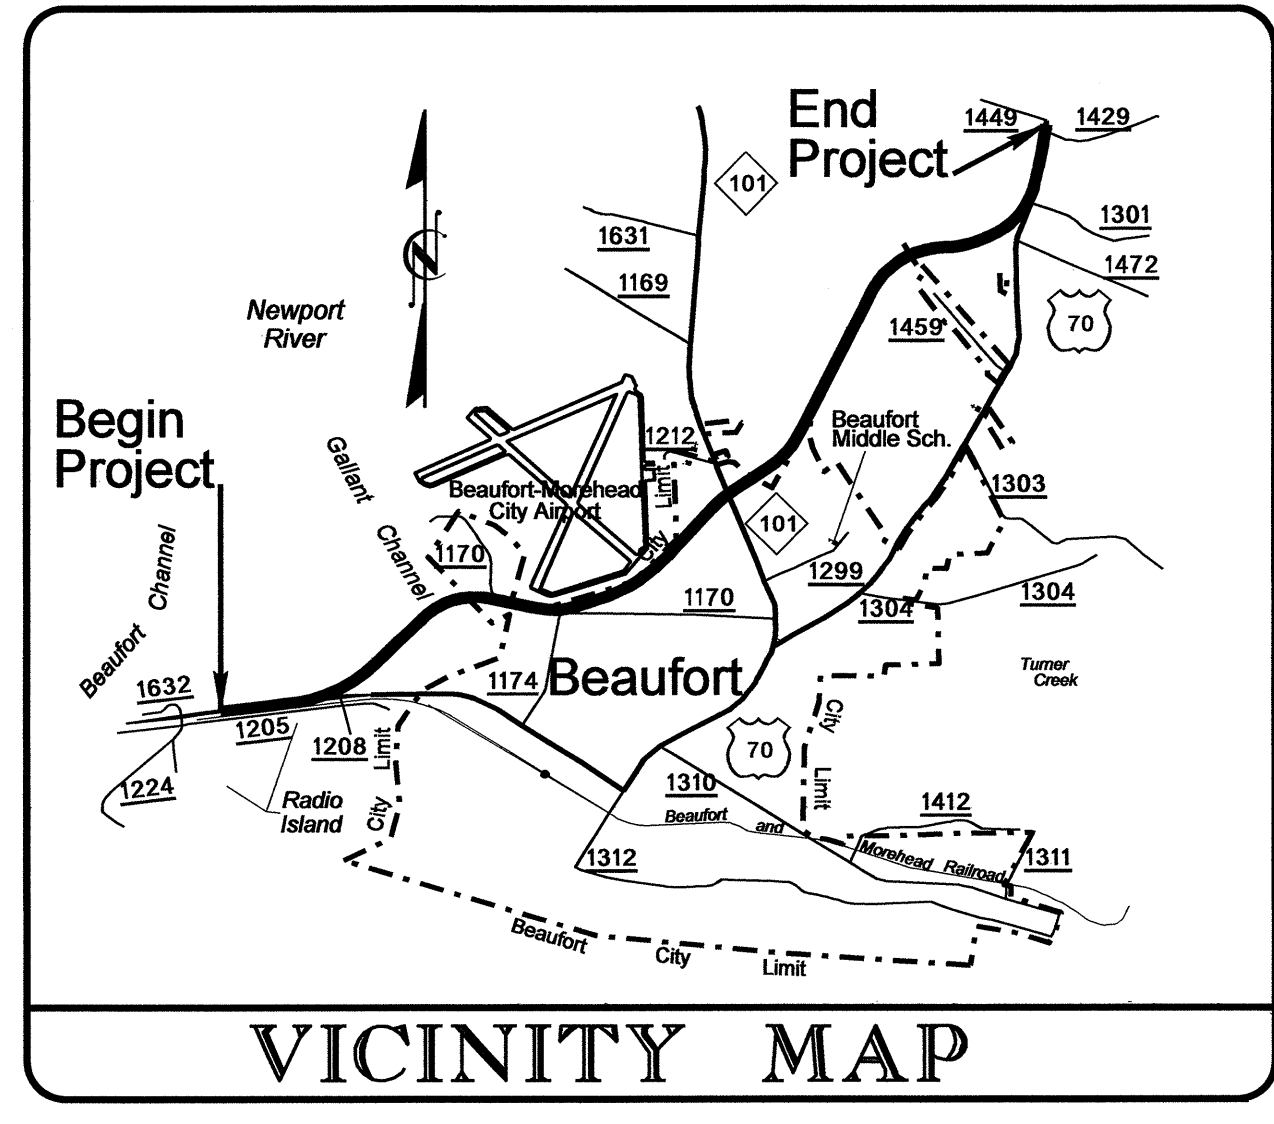 End
Project
1449
1429
101
1301
1631
1472
1169
Newport
River
70
1459
Begin
Project
Beaufort
Middle Sch.
1212
Gallant
Channel
Limit
City
Beaufort-Morehead
City Airport
1303
101
Beaufort
Channel
1170
1299
1170
1304
1304
Beaufort
1174
Turner
Creek
1632
1205
1208
City
Limit
70
City
Limit
1224
Radio
Island
1310
1412
Beaufort and
Morehead Railroad
1312
1311
Beaufort City Limit
N
VICINITY MAP